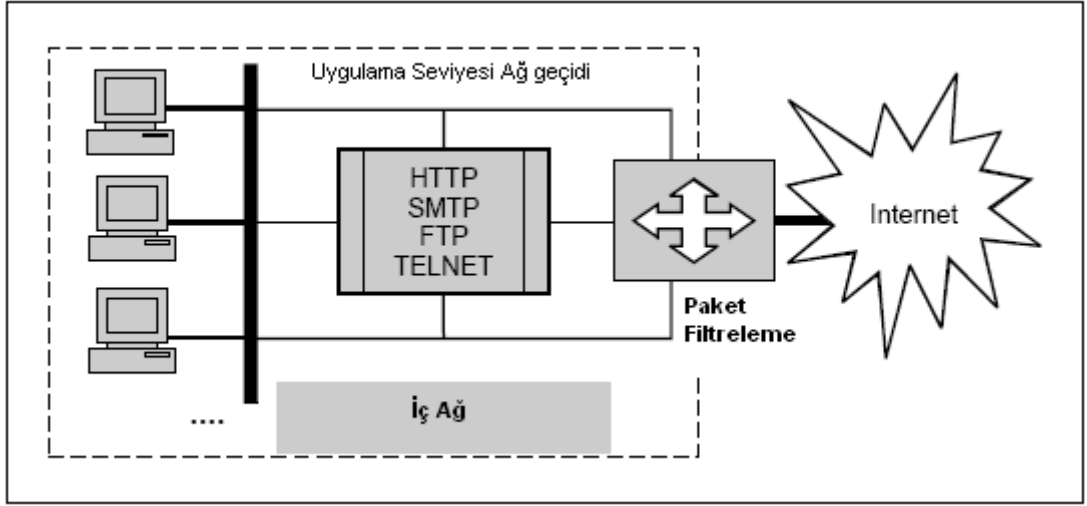 Uygulama Seviyesi Ağ geçidi
HTTP
SMTP
FTP
TELNET
Internet
Paket
Filtreleme
İç Ağ
....